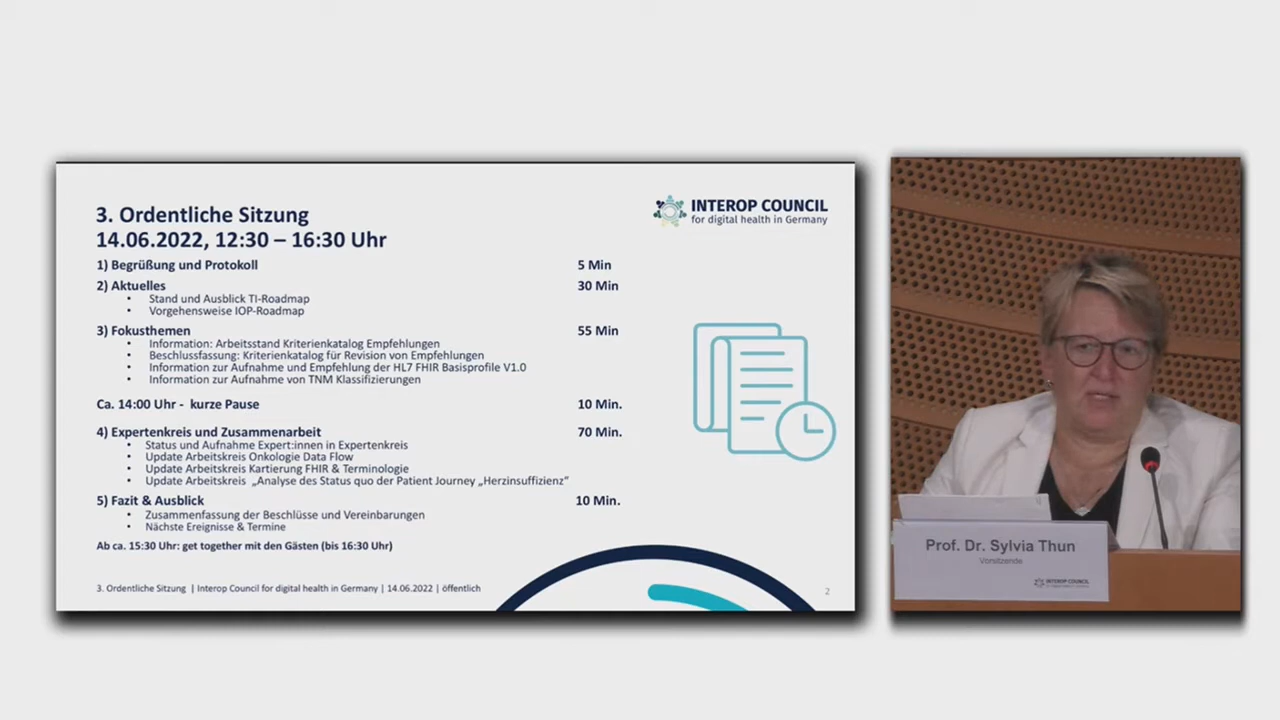 3. Ordentliche Sitzung
14.06.2022, 12:30 – 16:30 Uhr
INTEROP COUNCIL
for digital health in Germany
1) Begrüßung und Protokoll 5 Min
2) Aktuelles 30 Min
• Stand und Ausblick TI-Roadmap
• Vorgehensweise IOP-Roadmap
3) Fokusthemen 55 Min
• Information: Arbeitsstand Kriterienkatalog Empfehlungen
• Beschlussfassung: Kriterienkatalog für Revision von Empfehlungen
• Information zur Aufnahme und Empfehlung der HL7 FHIR Basisprofile V1.0
• Information zur Aufnahme von TNM Klassifizierungen
Ca. 14:00 Uhr - kurze Pause 10 Min.
4) Expertenkreis und Zusammenarbeit 70 Min.
• Status und Aufnahme Expert:innen in Expertenkreis
• Update Arbeitskreis Onkologie Data Flow
• Update Arbeitskreis Kartierung FHIR & Terminologie
• Update Arbeitskreis „Analyse des Status quo der Patient Journey „Herzinsuffizienz“
5) Fazit & Ausblick 10 Min.
• Zusammenfassung der Beschlüsse und Vereinbarungen
• Nächste Ereignisse & Termine
Ab ca. 15:30 Uhr: get together mit den Gästen (bis 16:30 Uhr)
3. Ordentliche Sitzung | Interop Council for digital health in Germany | 14.06.2022 | öffentlich 2
Prof. Dr. Sylvia Thun
Vorsitzende
INTEROP COUNCIL